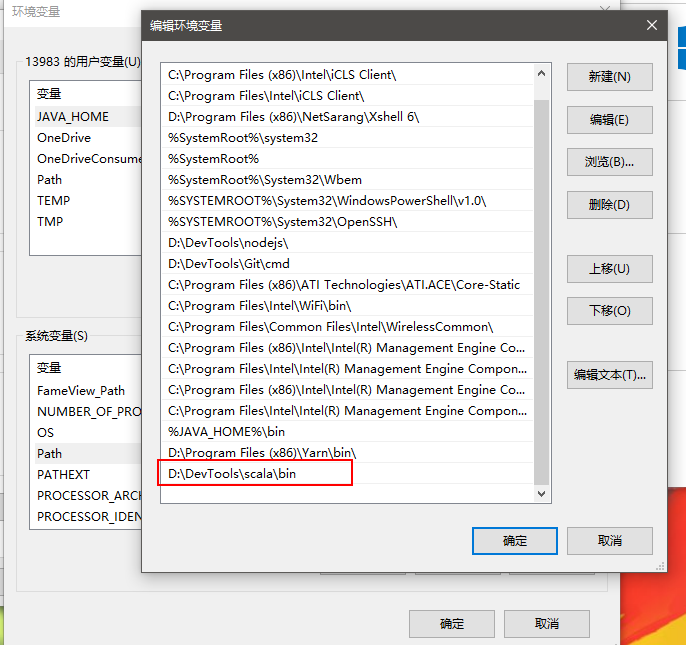 环境变量
编辑环境变量
13983 的用户变量(U)
变量
JAVA_HOME
OneDrive
OneDriveConsume
Path
TEMP
TMP
系统变量(S)
变量
FameView_Path
NUMBER_OF_PRO
OS
Path
PATHEXT
PROCESSOR_ARCH
PROCESSOR_IDEN
C:\Program Files (x86)\Intel\iCLS Client\
C:\Program Files\Intel\iCLS Client\
D:\Program Files (x86)\NetSarang\Xshell 6\
%SystemRoot%\system32
%SystemRoot%
%SystemRoot%\System32\Wbem
%SYSTEMROOT%\System32\WindowsPowerShell\v1.0\
%SYSTEMROOT%\System32\OpenSSH\
D:\DevTools\nodejs\
D:\DevTools\Git\cmd
C:\Program Files (x86)\ATI Technologies\ATI.ACE\Core-Static
C:\Program Files\Intel\WiFi\bin\
C:\Program Files\Common Files\Intel\WirelessCommon\
C:\Program Files (x86)\Intel\Intel(R) Management Engine Co...
C:\Program Files\Intel\Intel(R) Management Engine Compon...
C:\Program Files (x86)\Intel\Intel(R) Management Engine Co...
C:\Program Files\Intel\Intel(R) Management Engine Compon...
%JAVA_HOME%\bin
D:\Program Files (x86)\Yarn\bin\
D:\DevTools\scala\bin
新建(N)
编辑(E)
浏览(B)...
删除(D)
上移(U)
下移(O)
编辑文本(T)...
确定
取消
确定
取消